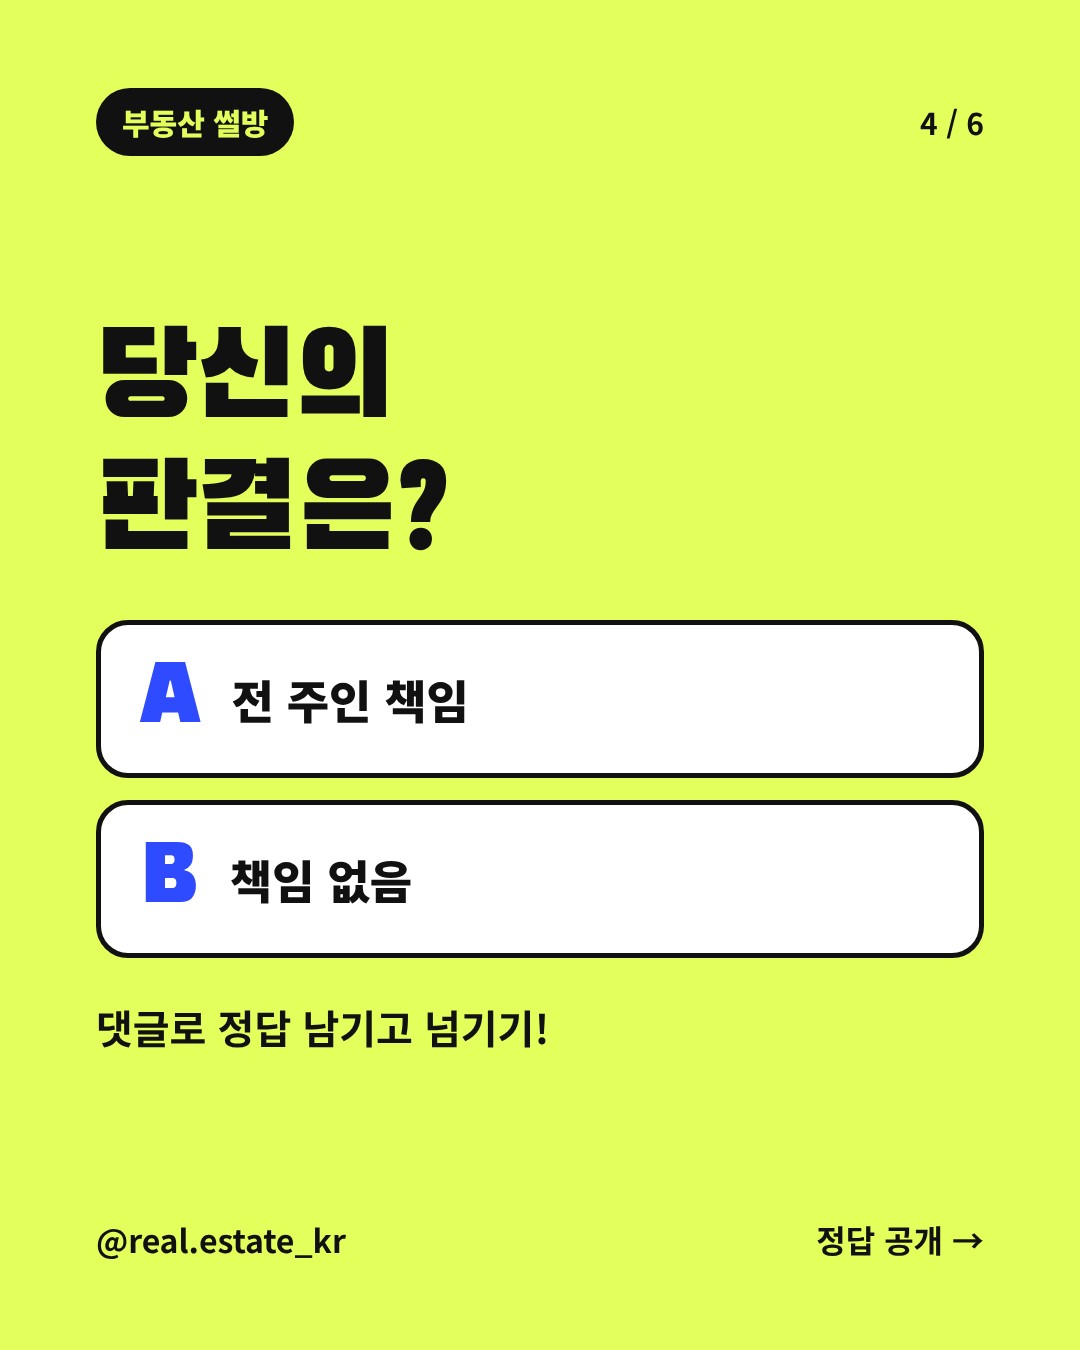 부동산 썰방
4 / 6
당신의
판결은?
A 전 주인 책임
B 책임 없음
댓글로 정답 남기고 넘기기!
@real.estate_kr
정답 공개 →